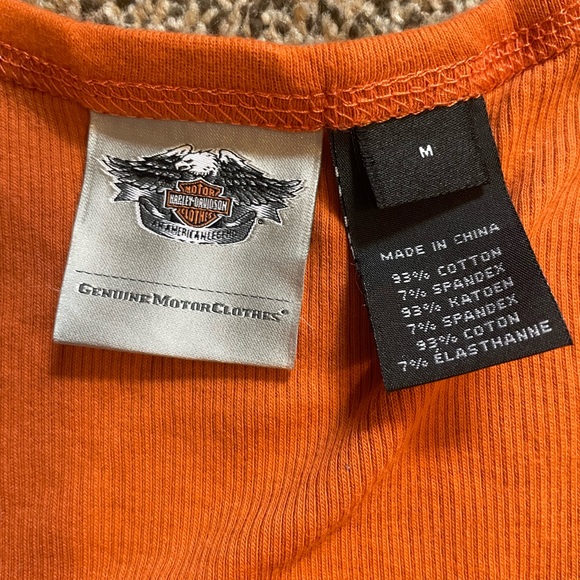 MOTOR
HARLEY-DAVIDSON
CLOTHES
AN AMERICAN LEGEND
GENUINE MOTORCLOTHES®
M
MADE IN CHINA
93% COTTON
7% SPANDEX
93% KATOEN
7% SPANDEX
93% COTON
7% ÉLASTHANNE